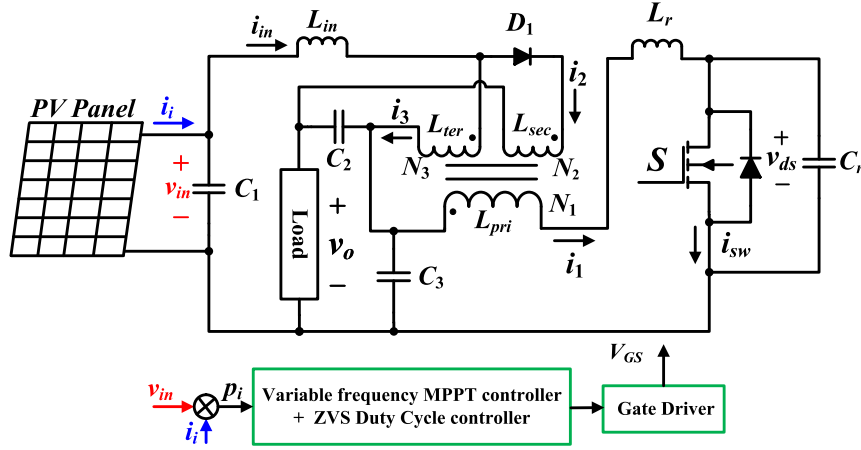 i_in
L_in
D_1
L_r
PV Panel
i_i
i_3
L_ter
L_sec
i_2
C_2
N_3
N_2
S
+
v_ds
−
+
v_in
−
C_1
Load
+
v_o
−
N_1
L_pri
C_3
i_1
i_sw
V_GS
v_in
p_i
i_i
Variable frequency MPPT controller
+ ZVS Duty Cycle controller
Gate Driver